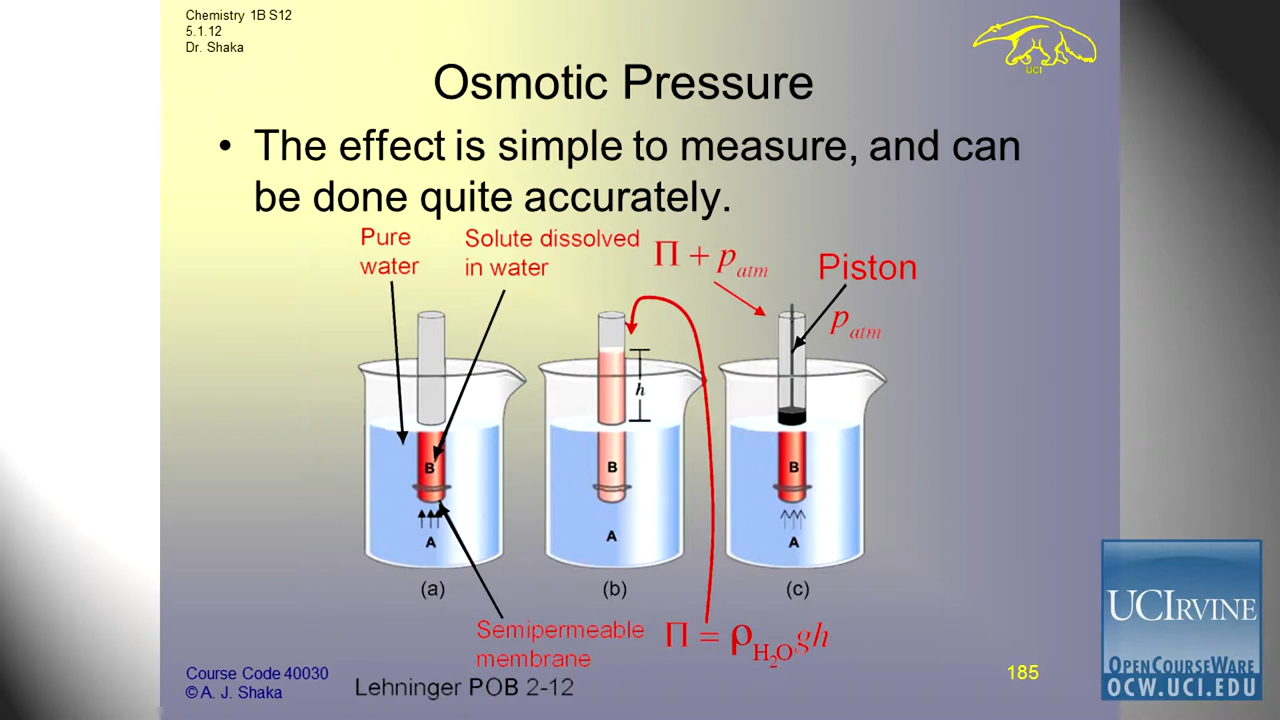 Chemistry 1B S12
5.1.12
Dr. Shaka
UCI
Osmotic Pressure
• The effect is simple to measure, and can
be done quite accurately.
Pure
water
Solute dissolved
in water
Π + p_atm
Piston
p_atm
h
B
B
B
A
A
A
(a)
(b)
(c)
Semipermeable
membrane
Π = ρ_H₂O gh
Course Code 40030
© A. J. Shaka
Lehninger POB 2-12
185
UCIRVINE
OPENCOURSEWARE
OCW.UCI.EDU